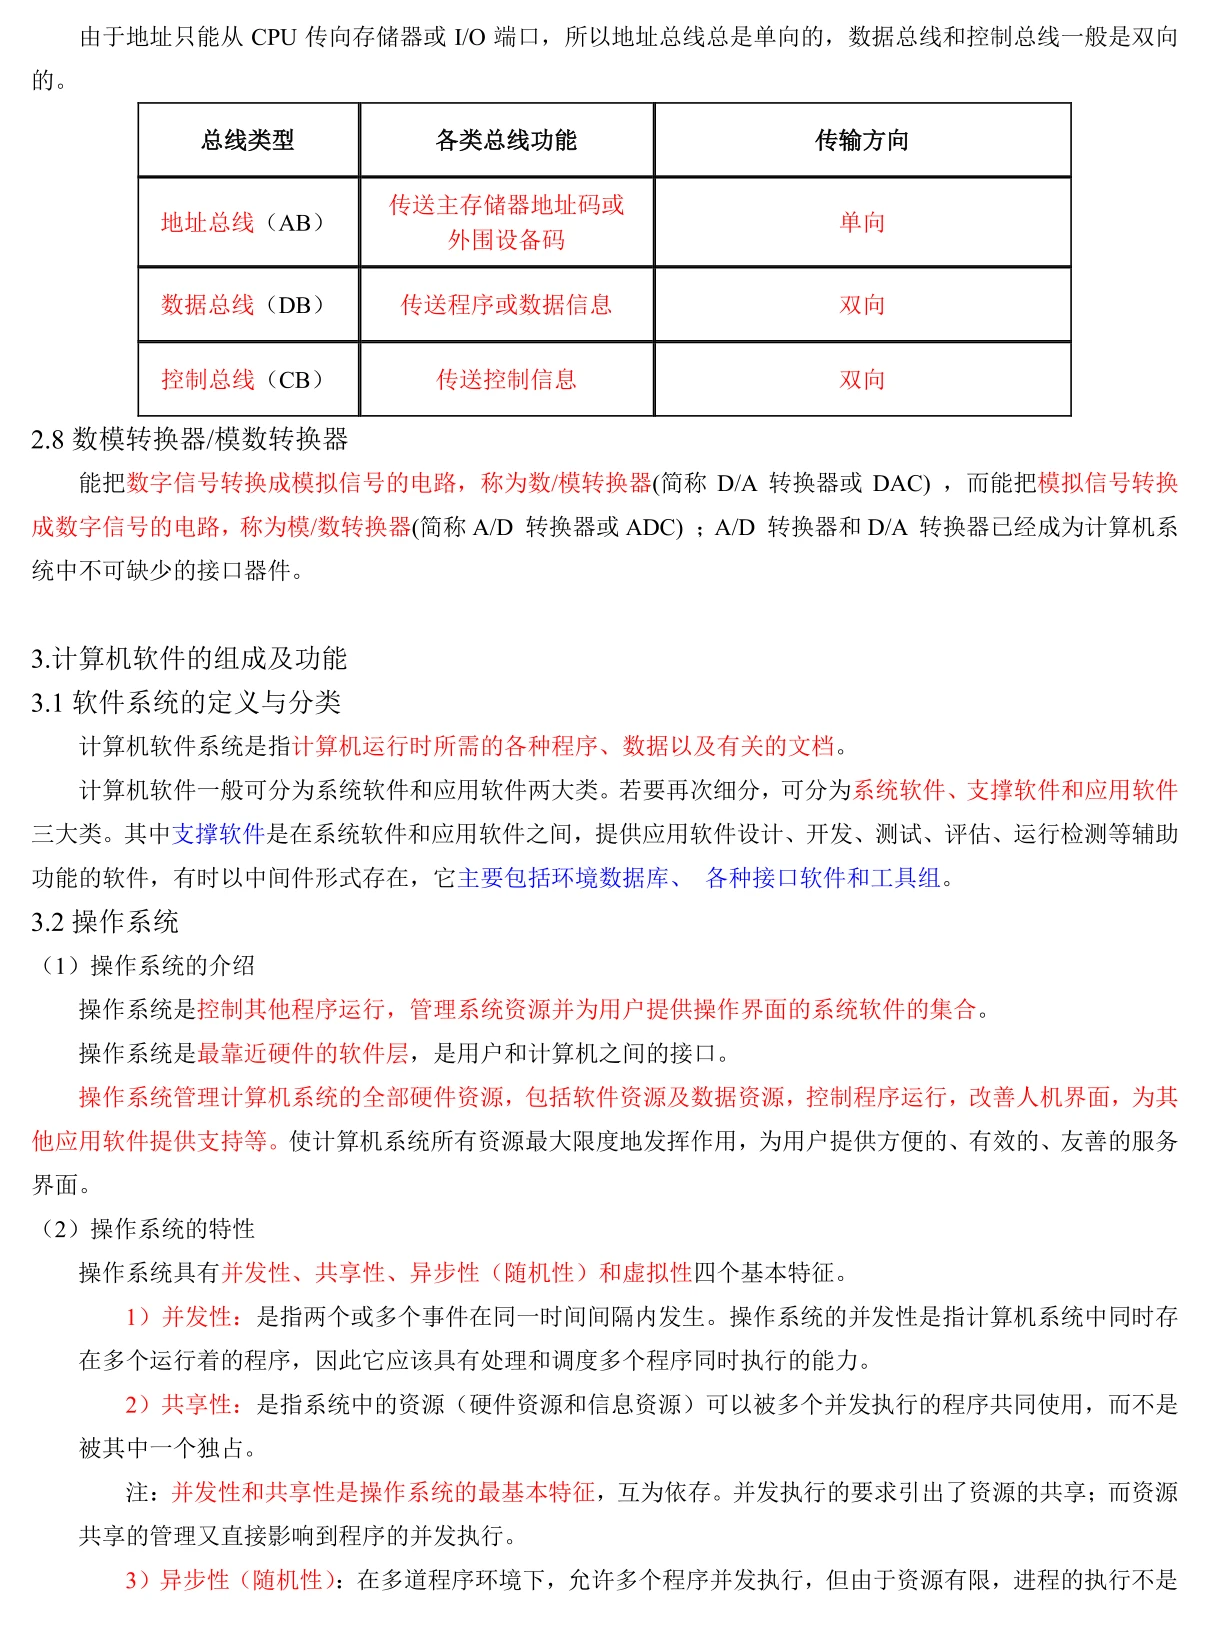 由于地址只能从 CPU 传向存储器或 I/O 端口，所以地址总线总是单向的，数据总线和控制总线一般是双向
的。
总线类型 各类总线功能 传输方向
地址总线（AB） 传送主存储器地址码或
外围设备码 单向
数据总线（DB） 传送程序或数据信息 双向
控制总线（CB） 传送控制信息 双向
2.8 数模转换器/模数转换器
能把数字信号转换成模拟信号的电路，称为数/模转换器(简称 D/A 转换器或 DAC) ，而能把模拟信号转换
成数字信号的电路，称为模/数转换器(简称 A/D 转换器或 ADC) ；A/D 转换器和 D/A 转换器已经成为计算机系
统中不可缺少的接口器件。
3.计算机软件的组成及功能
3.1 软件系统的定义与分类
计算机软件系统是指计算机运行时所需的各种程序、数据以及有关的文档。
计算机软件一般可分为系统软件和应用软件两大类。若要再次细分，可分为系统软件、支撑软件和应用软件
三大类。其中支撑软件是在系统软件和应用软件之间，提供应用软件设计、开发、测试、评估、运行检测等辅助
功能的软件，有时以中间件形式存在，它主要包括环境数据库、 各种接口软件和工具组。
3.2 操作系统
（1）操作系统的介绍
操作系统是控制其他程序运行，管理系统资源并为用户提供操作界面的系统软件的集合。
操作系统是最靠近硬件的软件层，是用户和计算机之间的接口。
操作系统管理计算机系统的全部硬件资源，包括软件资源及数据资源，控制程序运行，改善人机界面，为其
他应用软件提供支持等。使计算机系统所有资源最大限度地发挥作用，为用户提供方便的、有效的、友善的服务
界面。
（2）操作系统的特性
操作系统具有并发性、共享性、异步性（随机性）和虚拟性四个基本特征。
1）并发性：是指两个或多个事件在同一时间间隔内发生。操作系统的并发性是指计算机系统中同时存
在多个运行着的程序，因此它应该具有处理和调度多个程序同时执行的能力。
2）共享性：是指系统中的资源（硬件资源和信息资源）可以被多个并发执行的程序共同使用，而不是
被其中一个独占。
注：并发性和共享性是操作系统的最基本特征，互为依存。并发执行的要求引出了资源的共享；而资源
共享的管理又直接影响到程序的并发执行。
3）异步性（随机性）：在多道程序环境下，允许多个程序并发执行，但由于资源有限，进程的执行不是